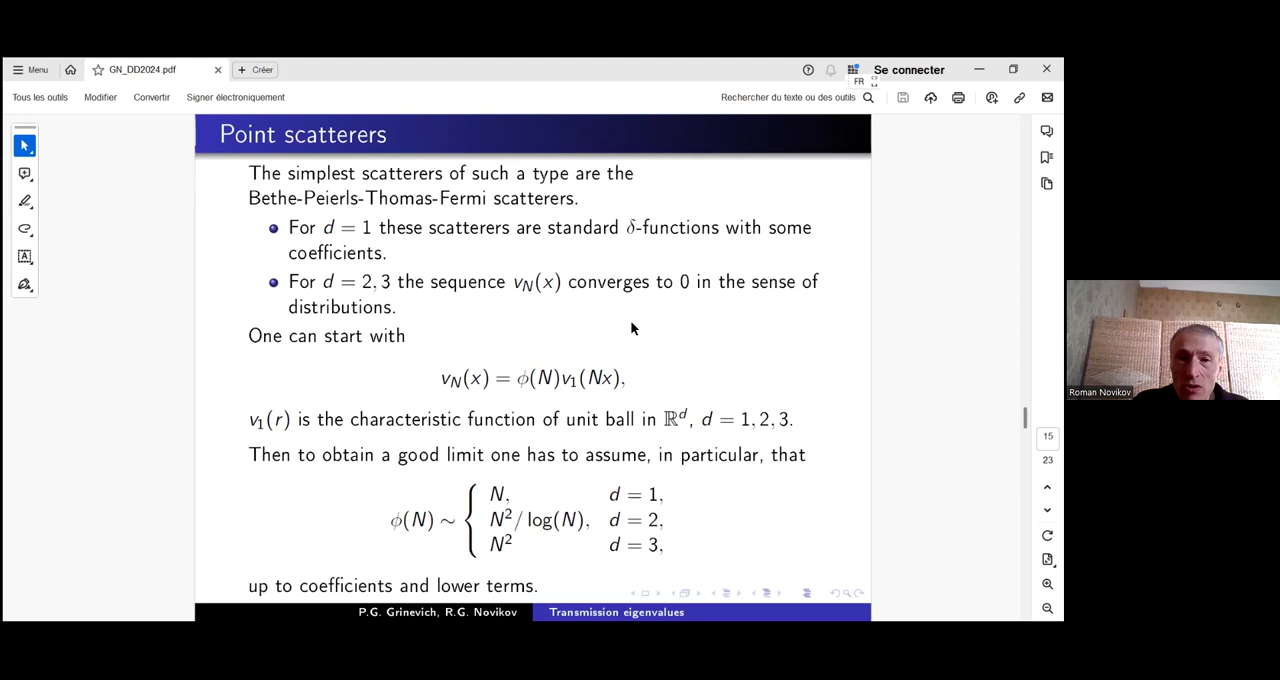 Menu
GN_DD2024.pdf
Créer
Se connecter
FR
Tous les outils
Modifier
Convertir
Signer électroniquement
Rechercher du texte ou des outils
Point scatterers
The simplest scatterers of such a type are the
Bethe-Peierls-Thomas-Fermi scatterers.
For d = 1 these scatterers are standard δ-functions with some
coefficients.
For d = 2, 3 the sequence v_N(x) converges to 0 in the sense of
distributions.
One can start with
v_N(x) = ϕ(N)v₁(Nx),
v₁(r) is the characteristic function of unit ball in ℝ^d, d = 1, 2, 3.
Then to obtain a good limit one has to assume, in particular, that
ϕ(N) ∼ { N, d = 1,
N²/ log(N), d = 2,
N² d = 3,
up to coefficients and lower terms.
P.G. Grinevich, R.G. Novikov
Transmission eigenvalues
15
23
Roman Novikov